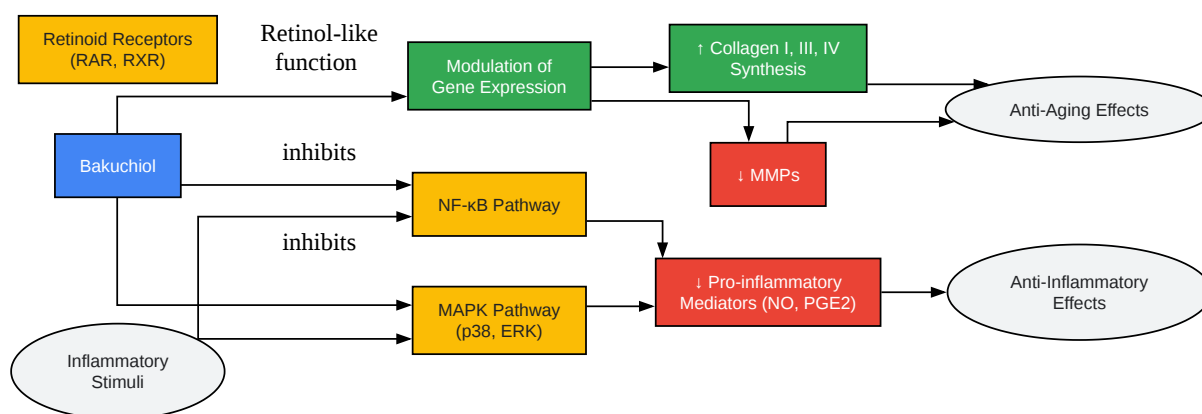 Retinoid Receptors
(RAR, RXR)
Retinol-like
function
Modulation of
Gene Expression
↑ Collagen I, III, IV
Synthesis
Anti-Aging Effects
Bakuchiol
inhibits
↓ MMPs
NF-κB Pathway
inhibits
↓ Pro-inflammatory
Mediators (NO, PGE2)
Anti-Inflammatory
Effects
MAPK Pathway
(p38, ERK)
Inflammatory
Stimuli